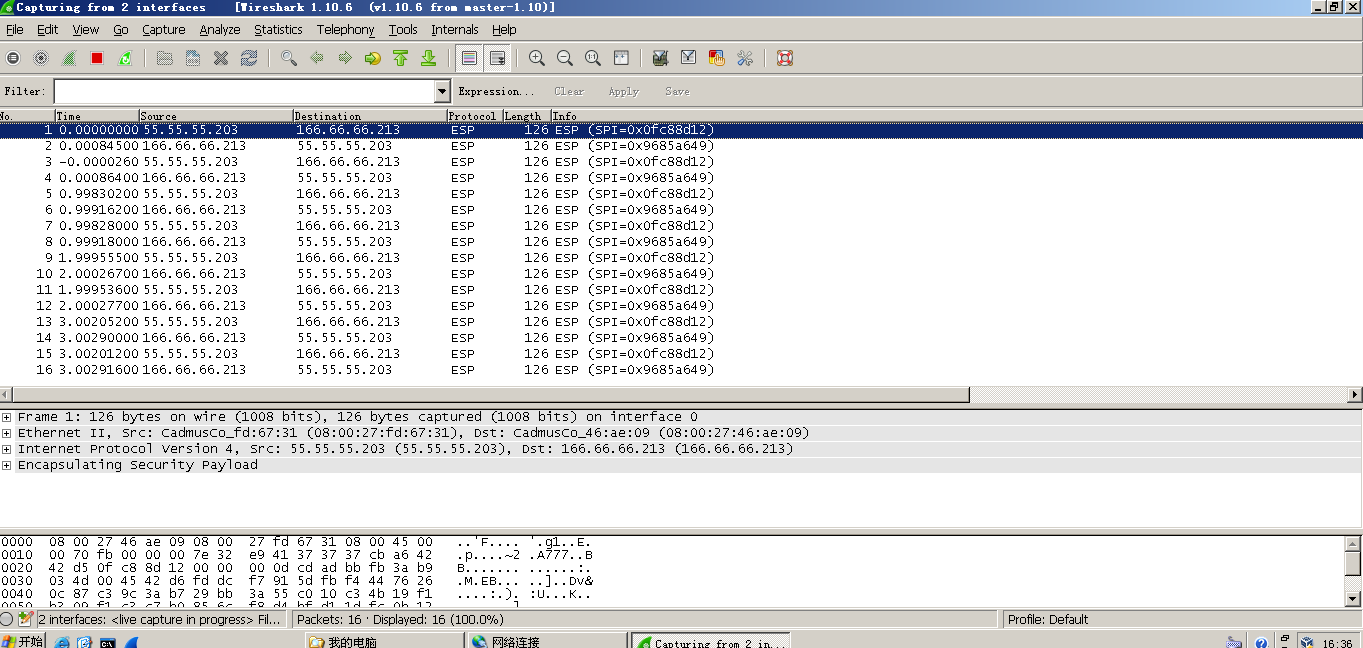 Capturing from 2 interfaces [Wireshark 1.10.6 (v1.10.6 from master-1.10)]
File Edit View Go Capture Analyze Statistics Telephony Tools Internals Help
Filter: Expression... Clear Apply Save
No. Time Source Destination Protocol Length Info
1 0.00000000 55.55.55.203 166.66.66.213 ESP 126 ESP (SPI=0x0fc88d12)
2 0.00084500 166.66.66.213 55.55.55.203 ESP 126 ESP (SPI=0x9685a649)
3 -0.0000260 55.55.55.203 166.66.66.213 ESP 126 ESP (SPI=0x0fc88d12)
4 0.00086400 166.66.66.213 55.55.55.203 ESP 126 ESP (SPI=0x9685a649)
5 0.99830200 55.55.55.203 166.66.66.213 ESP 126 ESP (SPI=0x0fc88d12)
6 0.99916200 166.66.66.213 55.55.55.203 ESP 126 ESP (SPI=0x9685a649)
7 0.99828000 55.55.55.203 166.66.66.213 ESP 126 ESP (SPI=0x0fc88d12)
8 0.99918000 166.66.66.213 55.55.55.203 ESP 126 ESP (SPI=0x9685a649)
9 1.99955500 55.55.55.203 166.66.66.213 ESP 126 ESP (SPI=0x0fc88d12)
10 2.00026700 166.66.66.213 55.55.55.203 ESP 126 ESP (SPI=0x9685a649)
11 1.99953600 55.55.55.203 166.66.66.213 ESP 126 ESP (SPI=0x0fc88d12)
12 2.00027700 166.66.66.213 55.55.55.203 ESP 126 ESP (SPI=0x9685a649)
13 3.00205200 55.55.55.203 166.66.66.213 ESP 126 ESP (SPI=0x0fc88d12)
14 3.00290000 166.66.66.213 55.55.55.203 ESP 126 ESP (SPI=0x9685a649)
15 3.00201200 55.55.55.203 166.66.66.213 ESP 126 ESP (SPI=0x0fc88d12)
16 3.00291600 166.66.66.213 55.55.55.203 ESP 126 ESP (SPI=0x9685a649)
Frame 1: 126 bytes on wire (1008 bits), 126 bytes captured (1008 bits) on interface 0
Ethernet II, Src: CadmusCo_fd:67:31 (08:00:27:fd:67:31), Dst: CadmusCo_46:ae:09 (08:00:27:46:ae:09)
Internet Protocol Version 4, Src: 55.55.55.203 (55.55.55.203), Dst: 166.66.66.213 (166.66.66.213)
Encapsulating Security Payload
0000 08 00 27 46 ae 09 08 00 27 fd 67 31 08 00 45 00 ..'F.... '.g1..E.
0010 00 70 fb 00 00 00 7e 32 e9 41 37 37 37 cb a6 42 .p....~2 .A777..B
0020 42 d5 0f c8 8d 12 00 00 00 0d cd ad bb fb 3a b9 B....... ......:.
0030 03 4d 00 45 42 d6 fd dc f7 91 5d fb f4 44 76 26 .M.EB... ..]..Dv&
0040 0c 87 c3 9c 3a b7 29 bb 3a 55 c0 10 c3 4b 19 f1 ....:.). :U...K..
2 interfaces: <live capture in progress> Fil... Packets: 16 · Displayed: 16 (100.0%) Profile: Default
开始 我的电脑 网络连接 Capturing from 2 in... 16:36